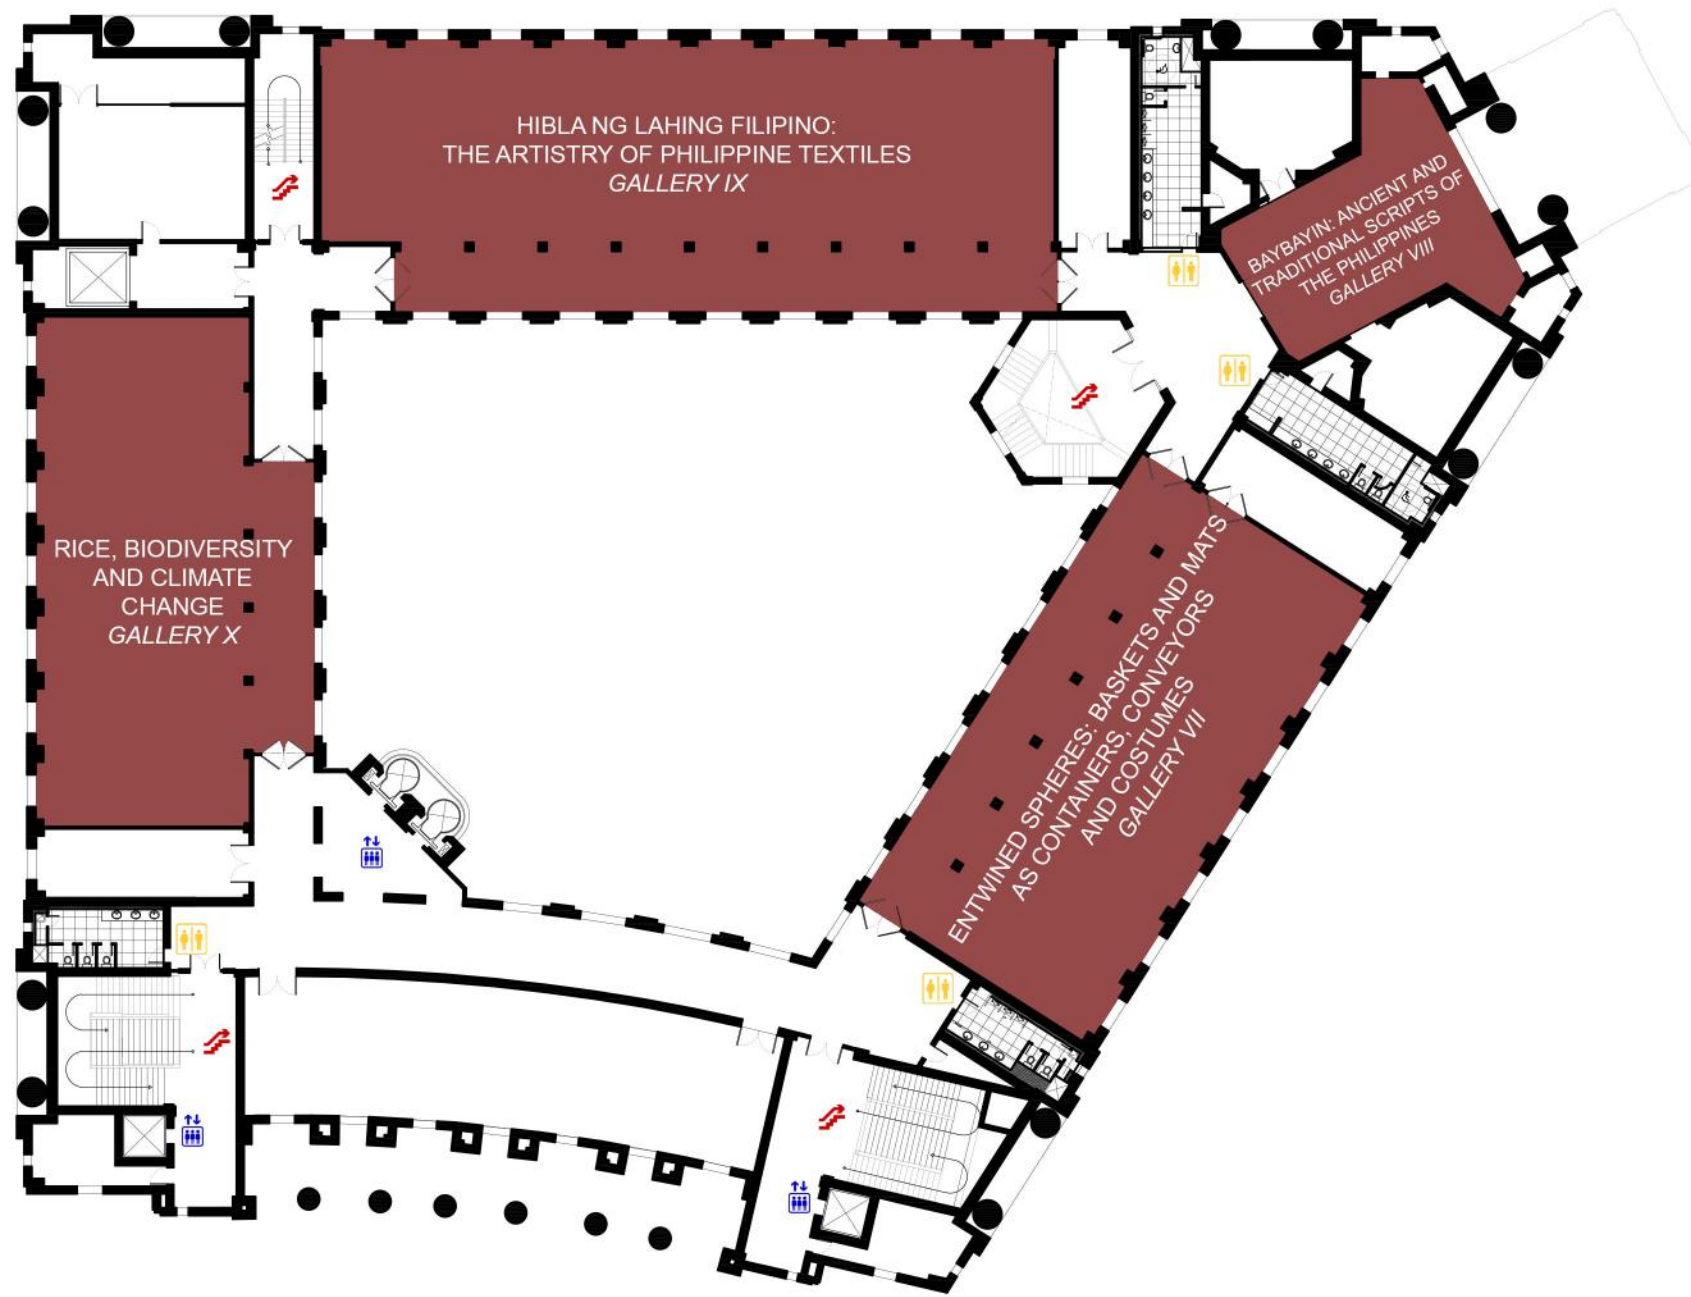 HIBLA NG LAHING FILIPINO:
THE ARTISTRY OF PHILIPPINE TEXTILES
GALLERY IX
BAYBAYIN: ANCIENT AND
TRADITIONAL SCRIPTS OF
THE PHILIPPINES
GALLERY VIII
RICE, BIODIVERSITY
AND CLIMATE
CHANGE
GALLERY X
ENTWINED SPHERES: BASKETS AND MATS
AS CONTAINERS, CONVEYORS
AND COSTUMES
GALLERY VII